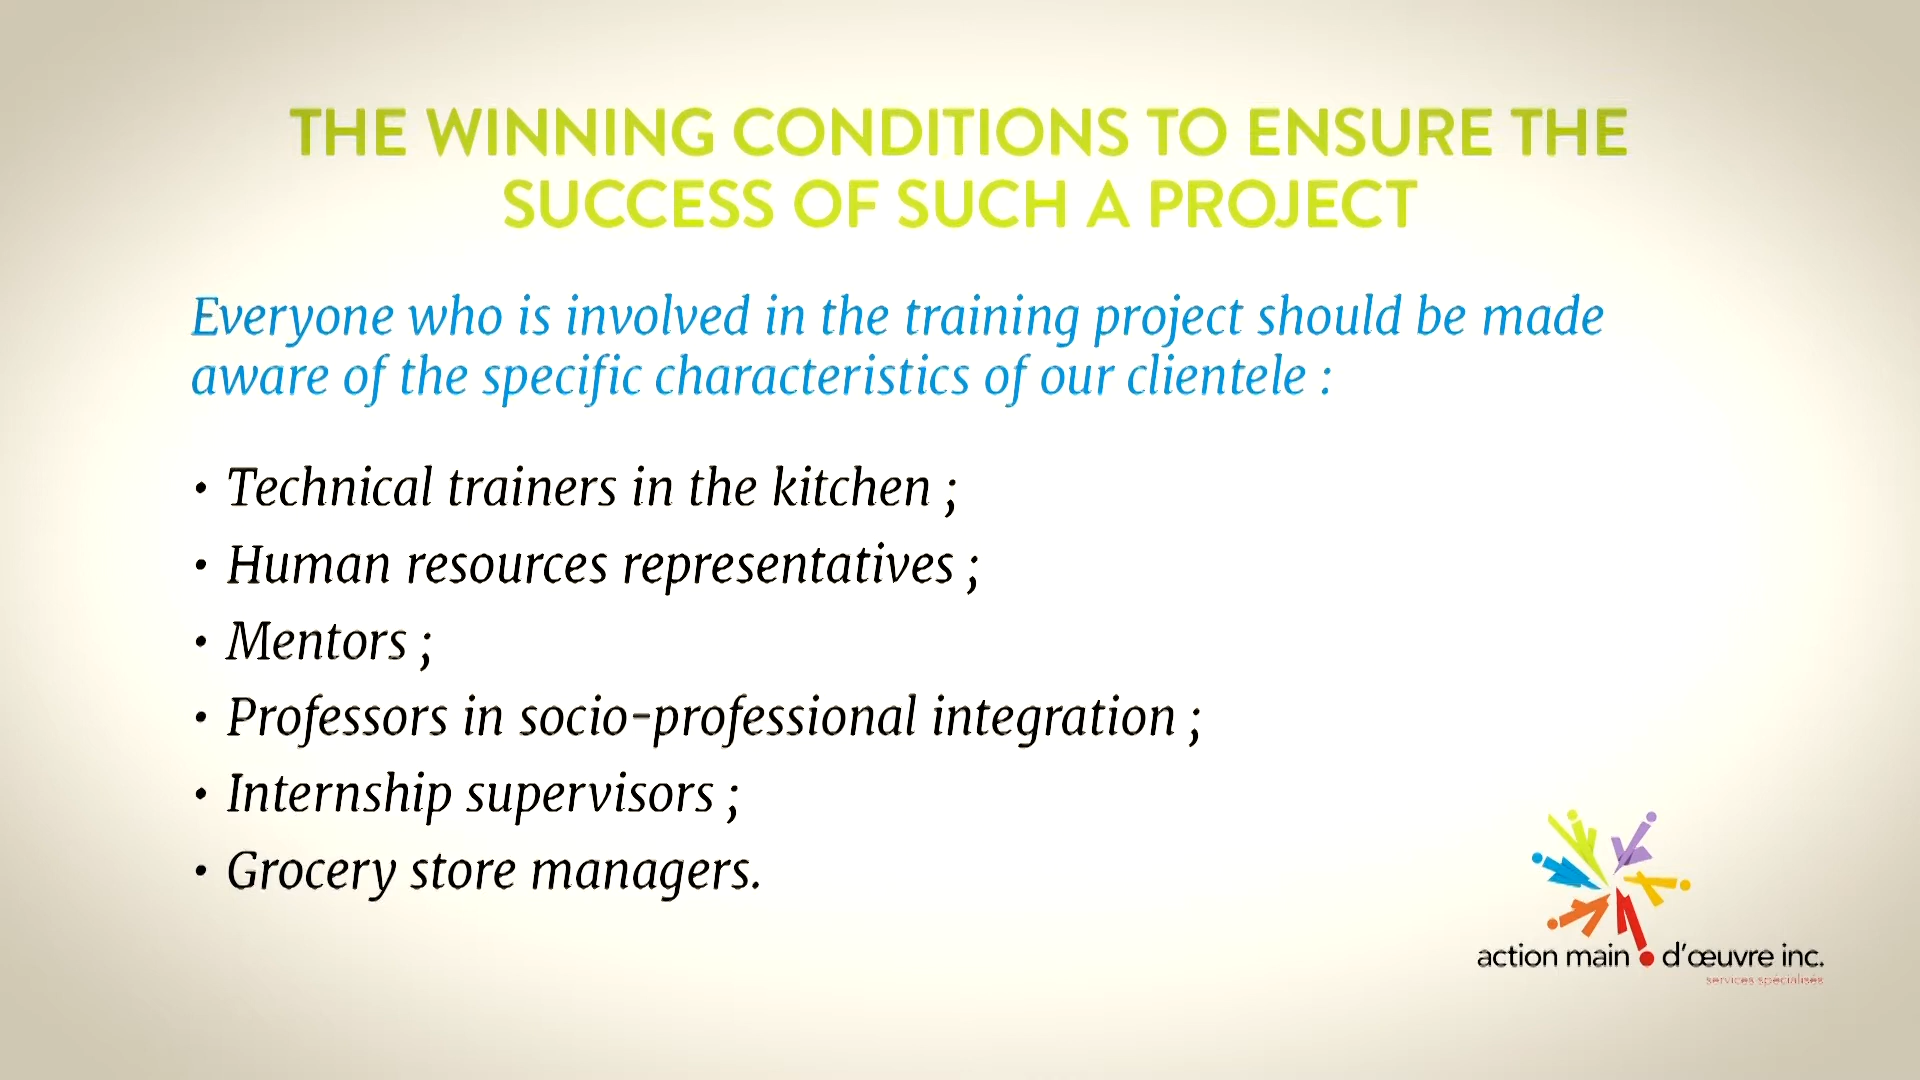 THE WINNING CONDITIONS TO ENSURE THE
SUCCESS OF SUCH A PROJECT
Everyone who is involved in the training project should be made
aware of the specific characteristics of our clientele :
• Technical trainers in the kitchen ;
• Human resources representatives ;
• Mentors ;
• Professors in socio-professional integration ;
• Internship supervisors ;
• Grocery store managers.
action main d'œuvre inc.
services spécialisés